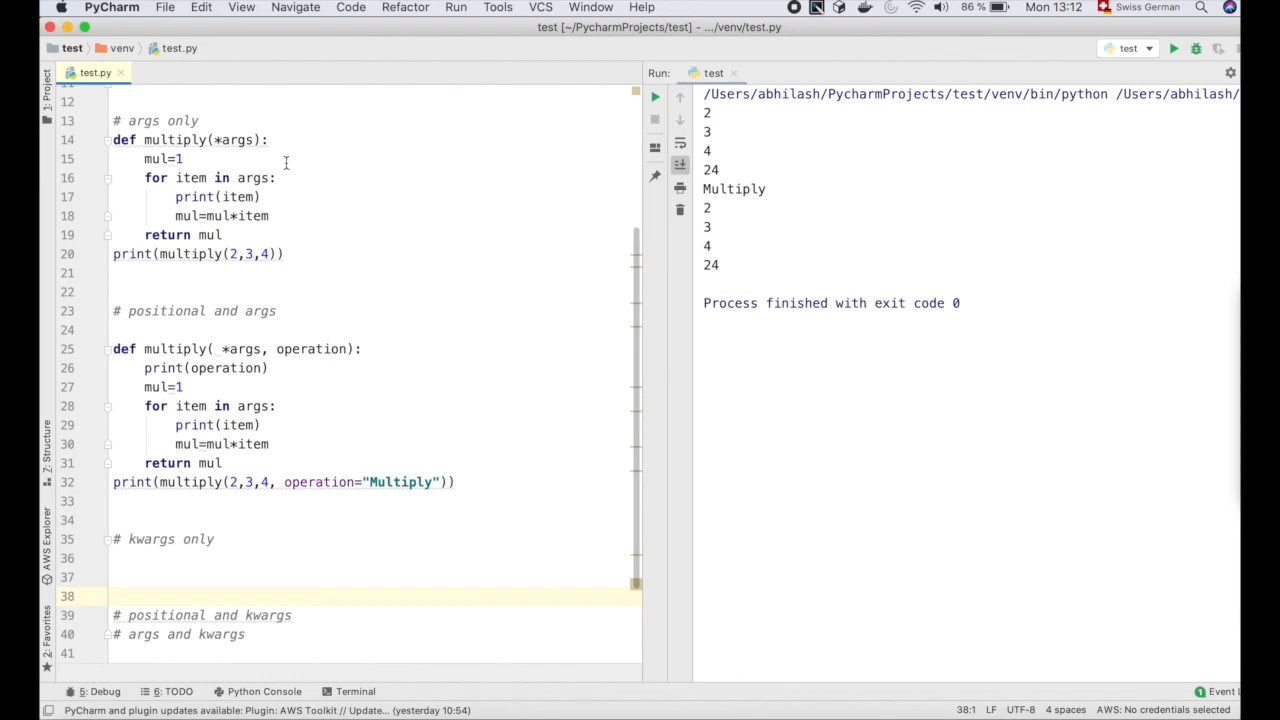 PyCharm File Edit View Navigate Code Refactor Run Tools VCS Window Help 86 % Mon 13:12 Swiss German
test [~/PycharmProjects/test] - .../venv/test.py
test venv test.py test
test.py Run: test
1: Project
7: Structure
AWS Explorer
2: Favorites
12
13 # args only
14 def multiply(*args):
15 mul=1
16 for item in args:
17 print(item)
18 mul=mul*item
19 return mul
20 print(multiply(2,3,4))
21
22
23 # positional and args
24
25 def multiply( *args, operation):
26 print(operation)
27 mul=1
28 for item in args:
29 print(item)
30 mul=mul*item
31 return mul
32 print(multiply(2,3,4, operation="Multiply"))
33
34
35 # kwargs only
36
37
38
39 # positional and kwargs
40 # args and kwargs
41
/Users/abhilash/PycharmProjects/test/venv/bin/python /Users/abhilash/
2
3
4
24
Multiply
2
3
4
24
Process finished with exit code 0
5: Debug 6: TODO Python Console Terminal 1 Event
PyCharm and plugin updates available: Plugin: AWS Toolkit // Update... (yesterday 10:54) 38:1 LF UTF-8 4 spaces AWS: No credentials selected